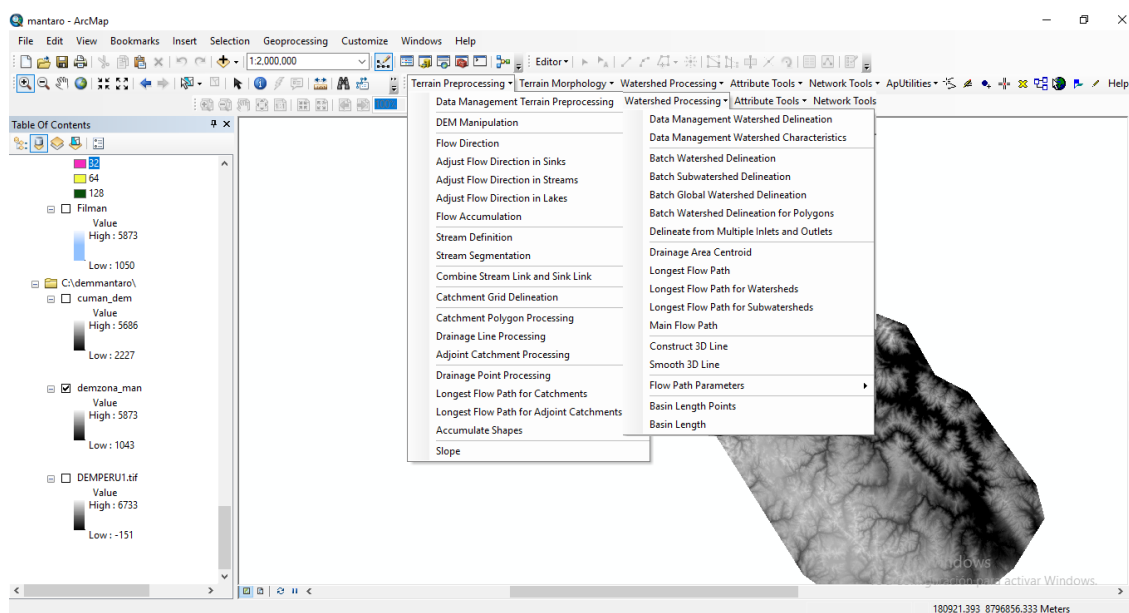 mantaro - ArcMap
File Edit View Bookmarks Insert Selection Geoprocessing Customize Windows Help
1:2,000,000 Editor
Terrain Preprocessing Terrain Morphology Watershed Processing Attribute Tools Network Tools ApUtilities Help
Data Management Terrain Preprocessing
DEM Manipulation
Flow Direction
Adjust Flow Direction in Sinks
Adjust Flow Direction in Streams
Adjust Flow Direction in Lakes
Flow Accumulation
Stream Definition
Stream Segmentation
Combine Stream Link and Sink Link
Catchment Grid Delineation
Catchment Polygon Processing
Drainage Line Processing
Adjoint Catchment Processing
Drainage Point Processing
Longest Flow Path for Catchments
Longest Flow Path for Adjoint Catchments
Accumulate Shapes
Slope
Watershed Processing Attribute Tools Network Tools
Data Management Watershed Delineation
Data Management Watershed Characteristics
Batch Watershed Delineation
Batch Subwatershed Delineation
Batch Global Watershed Delineation
Batch Watershed Delineation for Polygons
Delineate from Multiple Inlets and Outlets
Drainage Area Centroid
Longest Flow Path
Longest Flow Path for Watersheds
Longest Flow Path for Subwatersheds
Main Flow Path
Construct 3D Line
Smooth 3D Line
Flow Path Parameters
Basin Length Points
Basin Length
Table Of Contents
32
64
128
Filman
Value
High : 5873
Low : 1050
C:\demmantaro\
cuman_dem
Value
High : 5686
Low : 2227
demzona_man
Value
High : 5873
Low : 1043
DEMPERU1.tif
Value
High : 6733
Low : -151
para activar Windows.
180921.393 8796856.333 Meters